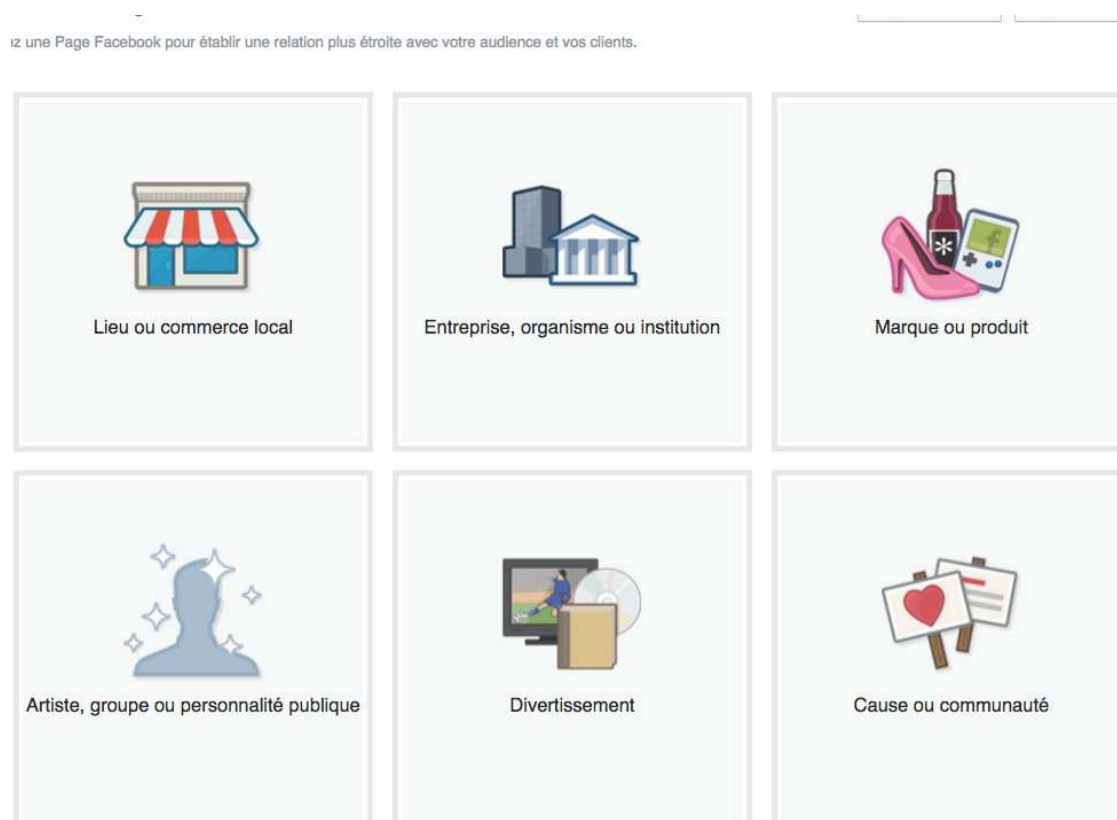 une Page Facebook pour établir une relation plus étroite avec votre audience et vos clients.
Lieu ou commerce local
Entreprise, organisme ou institution
Marque ou produit
Artiste, groupe ou personnalité publique
Divertissement
Cause ou communauté